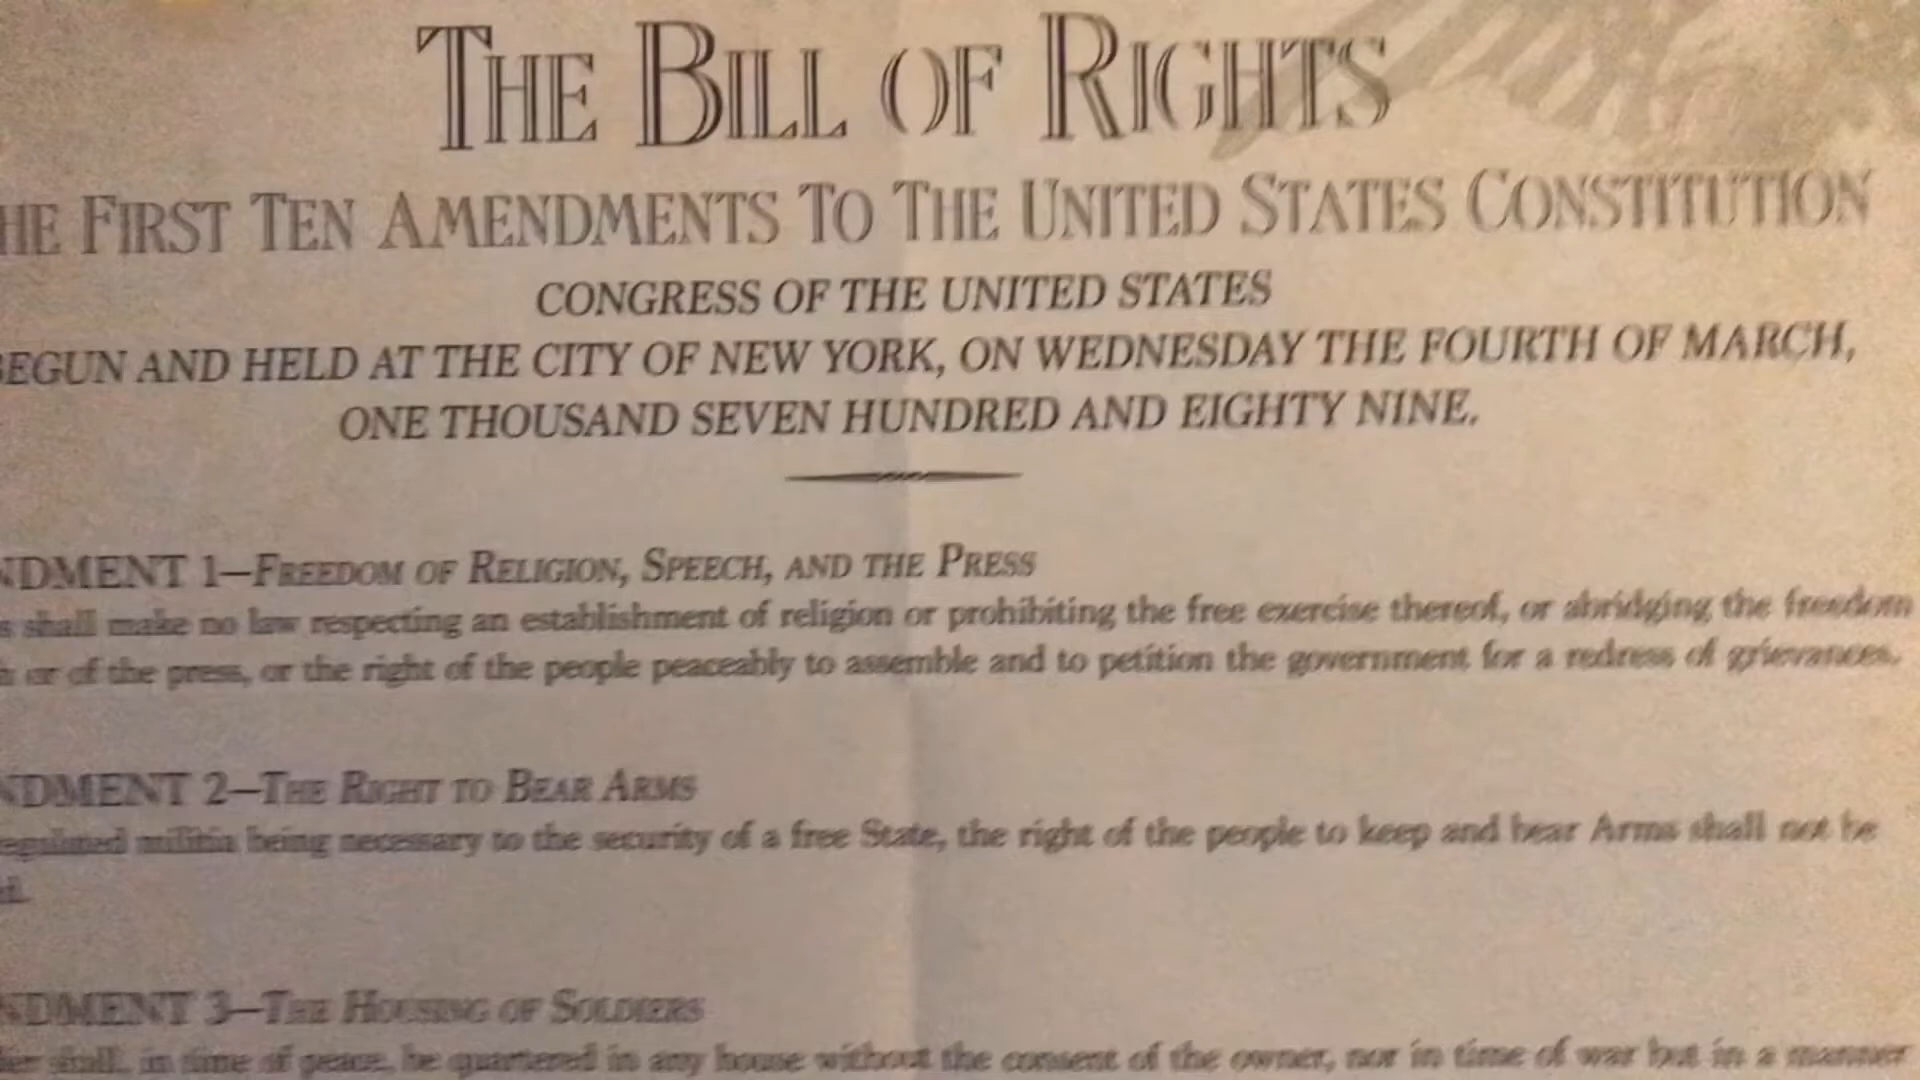 THE BILL OF RIGHTS
HE FIRST TEN AMENDMENTS TO THE UNITED STATES CONSTITUTION
CONGRESS OF THE UNITED STATES
BEGUN AND HELD AT THE CITY OF NEW YORK, ON WEDNESDAY THE FOURTH OF MARCH,
ONE THOUSAND SEVEN HUNDRED AND EIGHTY NINE.
NDMENT 1—FREEDOM OF RELIGION, SPEECH, AND THE PRESS
s shall make no law respecting an establishment of religion or prohibiting the free exercise thereof, or abridging the freedom
h or of the press, or the right of the people peaceably to assemble and to petition the government for a redress of grievances.
NDMENT 2—THE RIGHT TO BEAR ARMS
egulated militia being necessary to the security of a free State, the right of the people to keep and bear Arms shall not be
d.
NDMENT 3—THE HOUSING OF SOLDIERS
ier shall, in time of peace, be quartered in any house without the consent of the owner, nor in time of war but in a manner